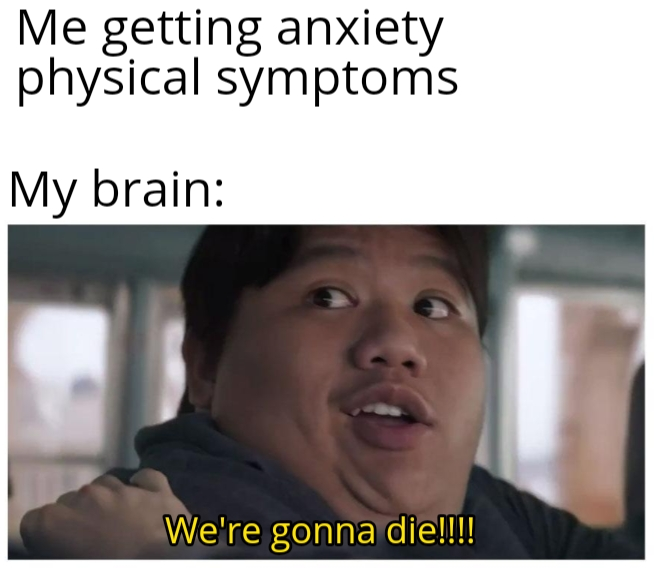 Me getting anxiety
physical symptoms
My brain:
We're gonna die!!!!